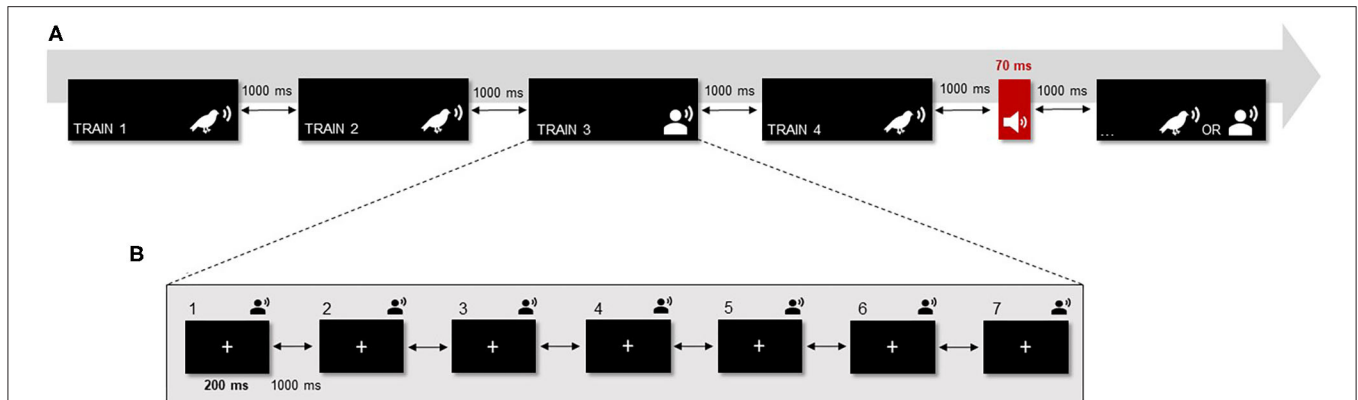 A
70 ms
1000 ms 1000 ms 1000 ms 1000 ms 1000 ms
TRAIN 1 TRAIN 2 TRAIN 3 TRAIN 4 ... OR
B
1 2 3 4 5 6 7
+ + + + + + +
200 ms 1000 ms